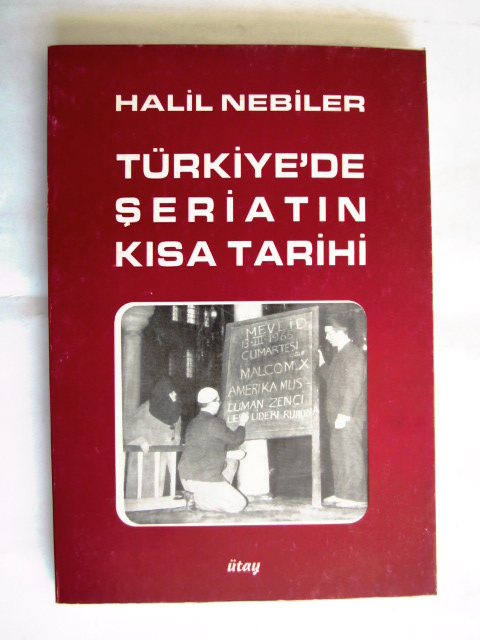 HALİL NEBİLER
TÜRKİYE'DE
ŞERİATIN
KISA TARİHİ
MEVLİD
13-III-1965
CUMARTESİ
MALÇOM.X
AMERİKA MUS-
LUMAN ZENCİ
LİDERİ RUHUNA
ütay